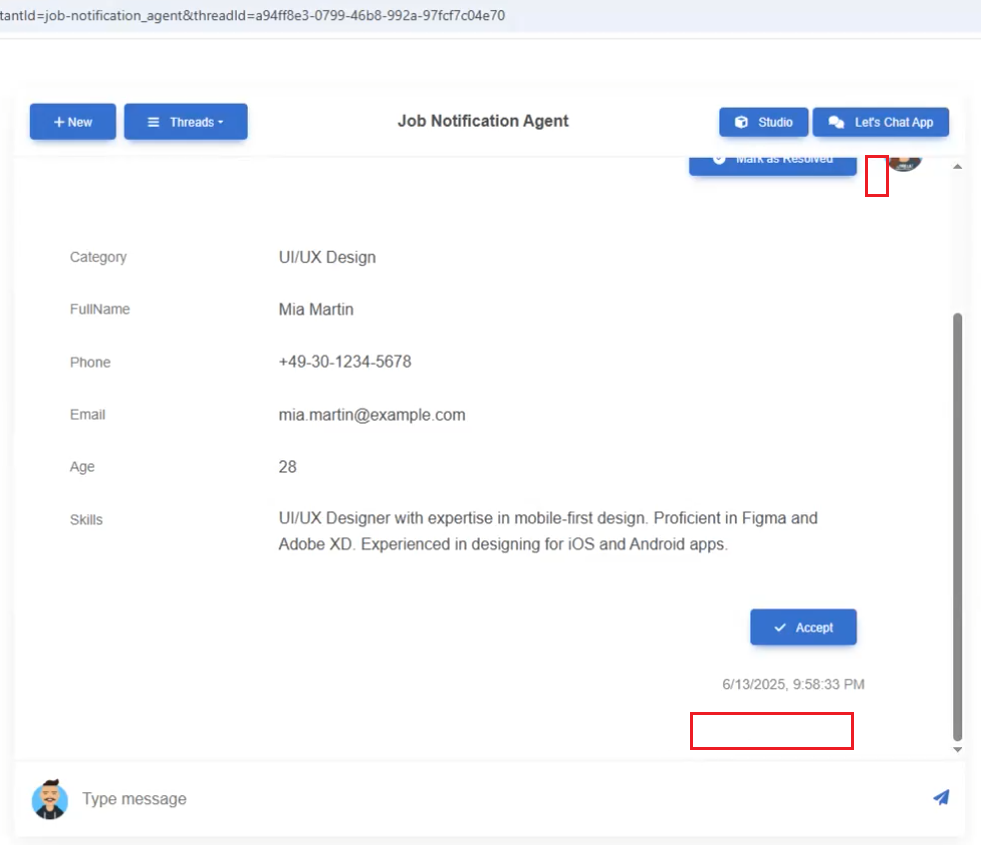 tantId=job-notification_agent&threadId=a94ff8e3-0799-46b8-992a-97fcf7c04e70
New
Threads
Job Notification Agent
Studio
Let's Chat App
Mark as Resolved
Category UI/UX Design
FullName Mia Martin
Phone +49-30-1234-5678
Email mia.martin@example.com
Age 28
Skills UI/UX Designer with expertise in mobile-first design. Proficient in Figma and
Adobe XD. Experienced in designing for iOS and Android apps.
Accept
6/13/2025, 9:58:33 PM
Type message